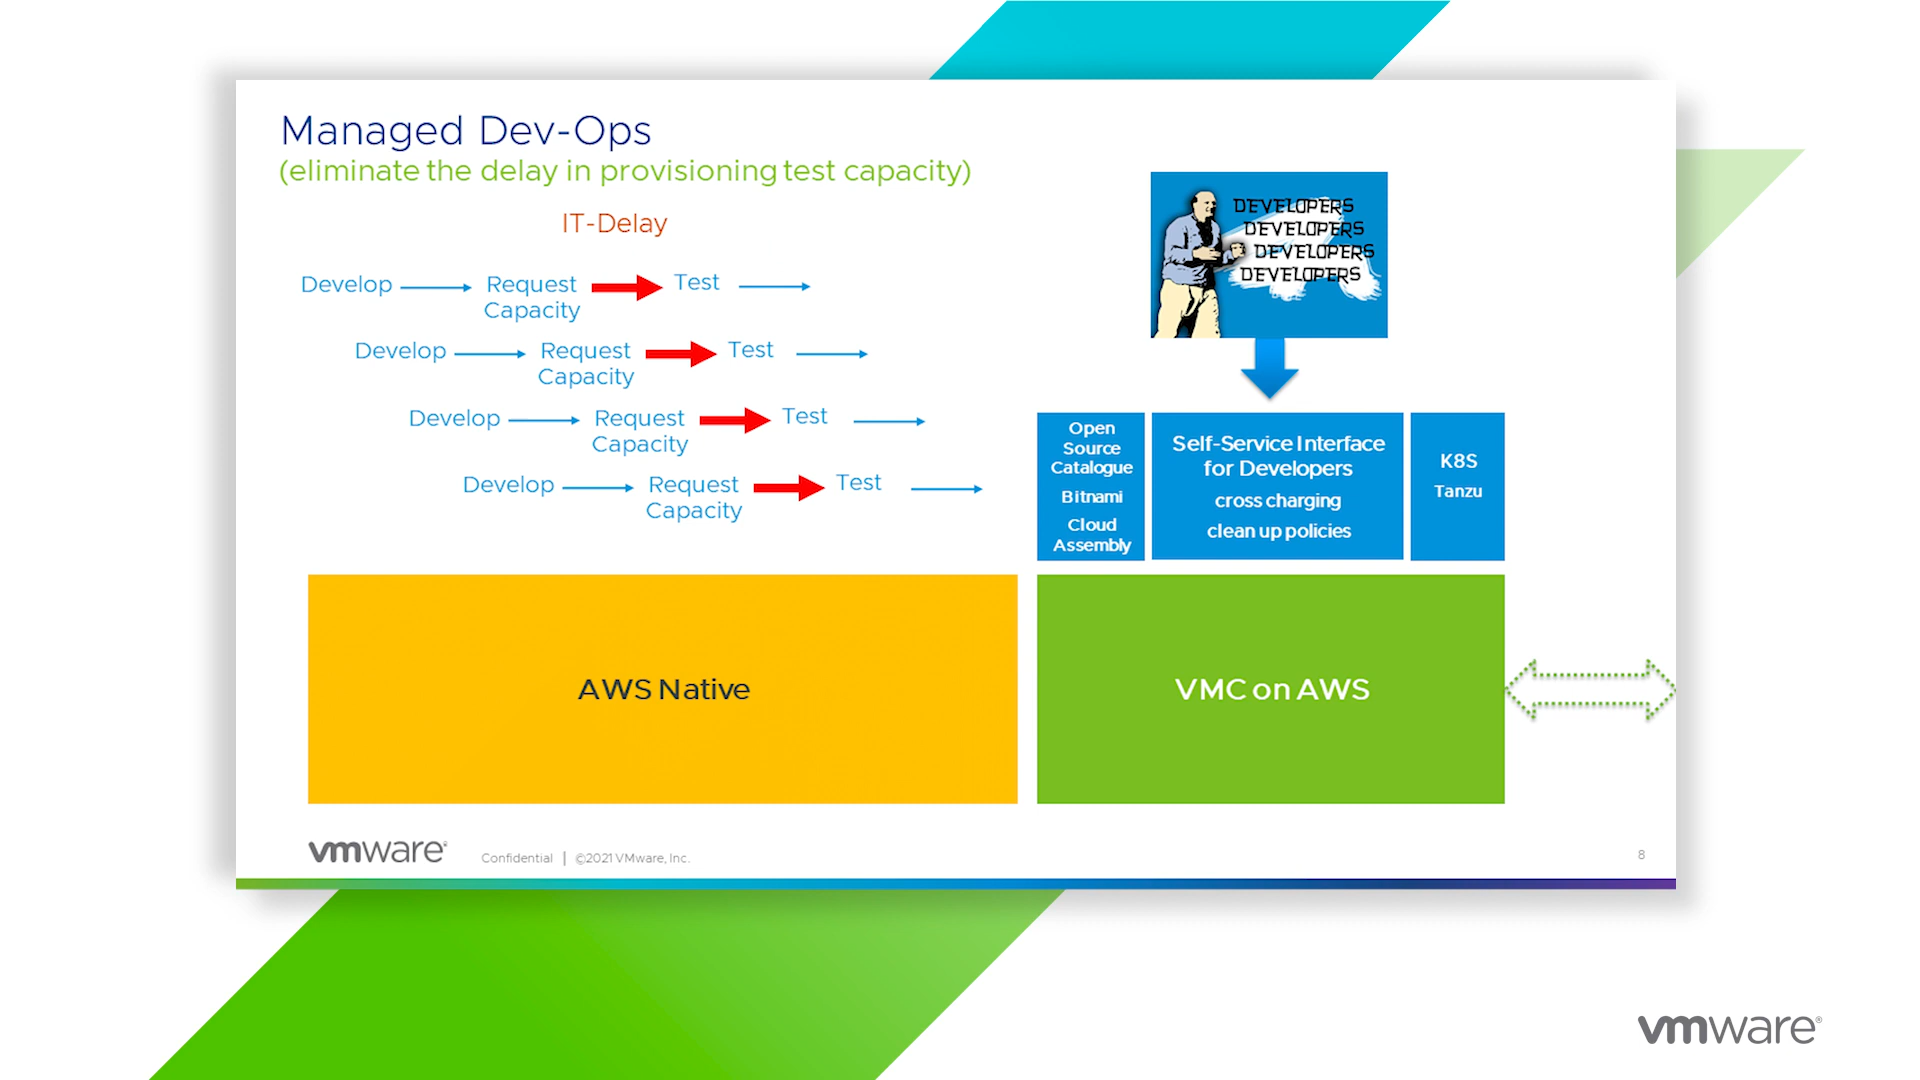 Managed Dev-Ops
(eliminate the delay in provisioning test capacity)
IT-Delay
Develop
Request
Capacity
Test
Develop
Request
Capacity
Test
Develop
Request
Capacity
Test
Develop
Request
Capacity
Test
DEVELOPERS
DEVELOPERS
DEVELOPERS
DEVELOPERS
Open
Source
Catalogue
Bitnami
Cloud
Assembly
Self-Service Interface
for Developers
cross charging
clean up policies
K8S
Tanzu
AWS Native
VMC on AWS
vmware®
Confidential | ©2021 VMware, Inc.
8
vmware®